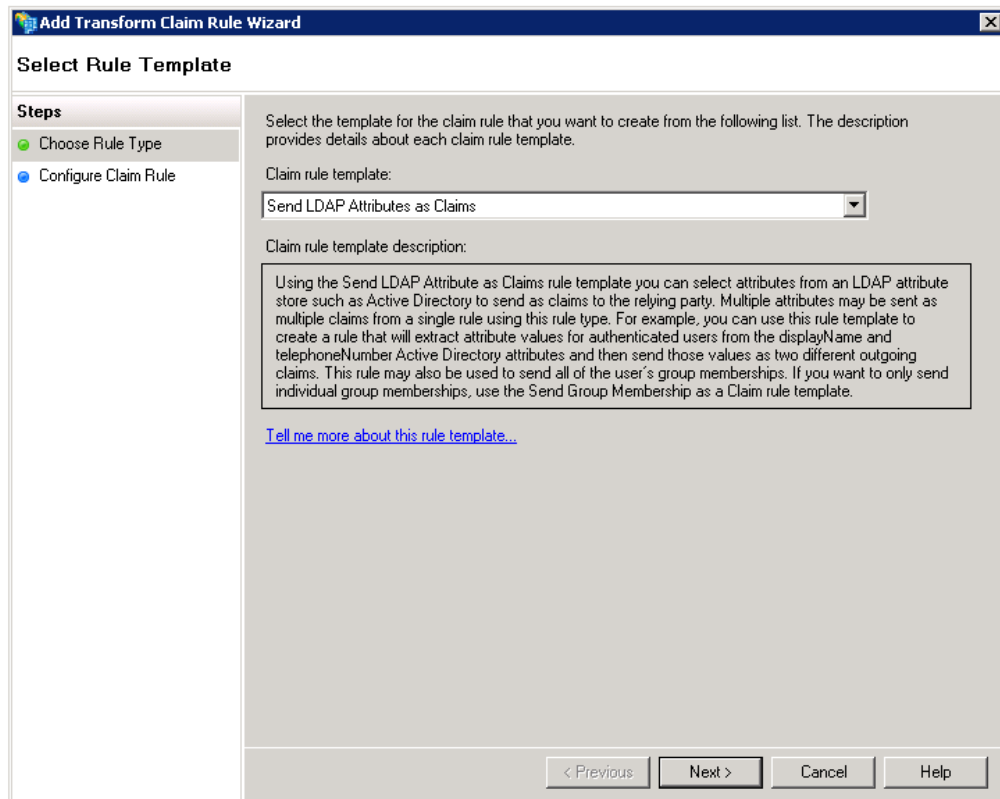 Add Transform Claim Rule Wizard
Select Rule Template
Steps
Choose Rule Type
Configure Claim Rule
Select the template for the claim rule that you want to create from the following list. The description
provides details about each claim rule template.
Claim rule template:
Send LDAP Attributes as Claims
Claim rule template description:
Using the Send LDAP Attribute as Claims rule template you can select attributes from an LDAP attribute
store such as Active Directory to send as claims to the relying party. Multiple attributes may be sent as
multiple claims from a single rule using this rule type. For example, you can use this rule template to
create a rule that will extract attribute values for authenticated users from the displayName and
telephoneNumber Active Directory attributes and then send those values as two different outgoing
claims. This rule may also be used to send all of the user's group memberships. If you want to only send
individual group memberships, use the Send Group Membership as a Claim rule template.
Tell me more about this rule template...
< Previous
Next >
Cancel
Help